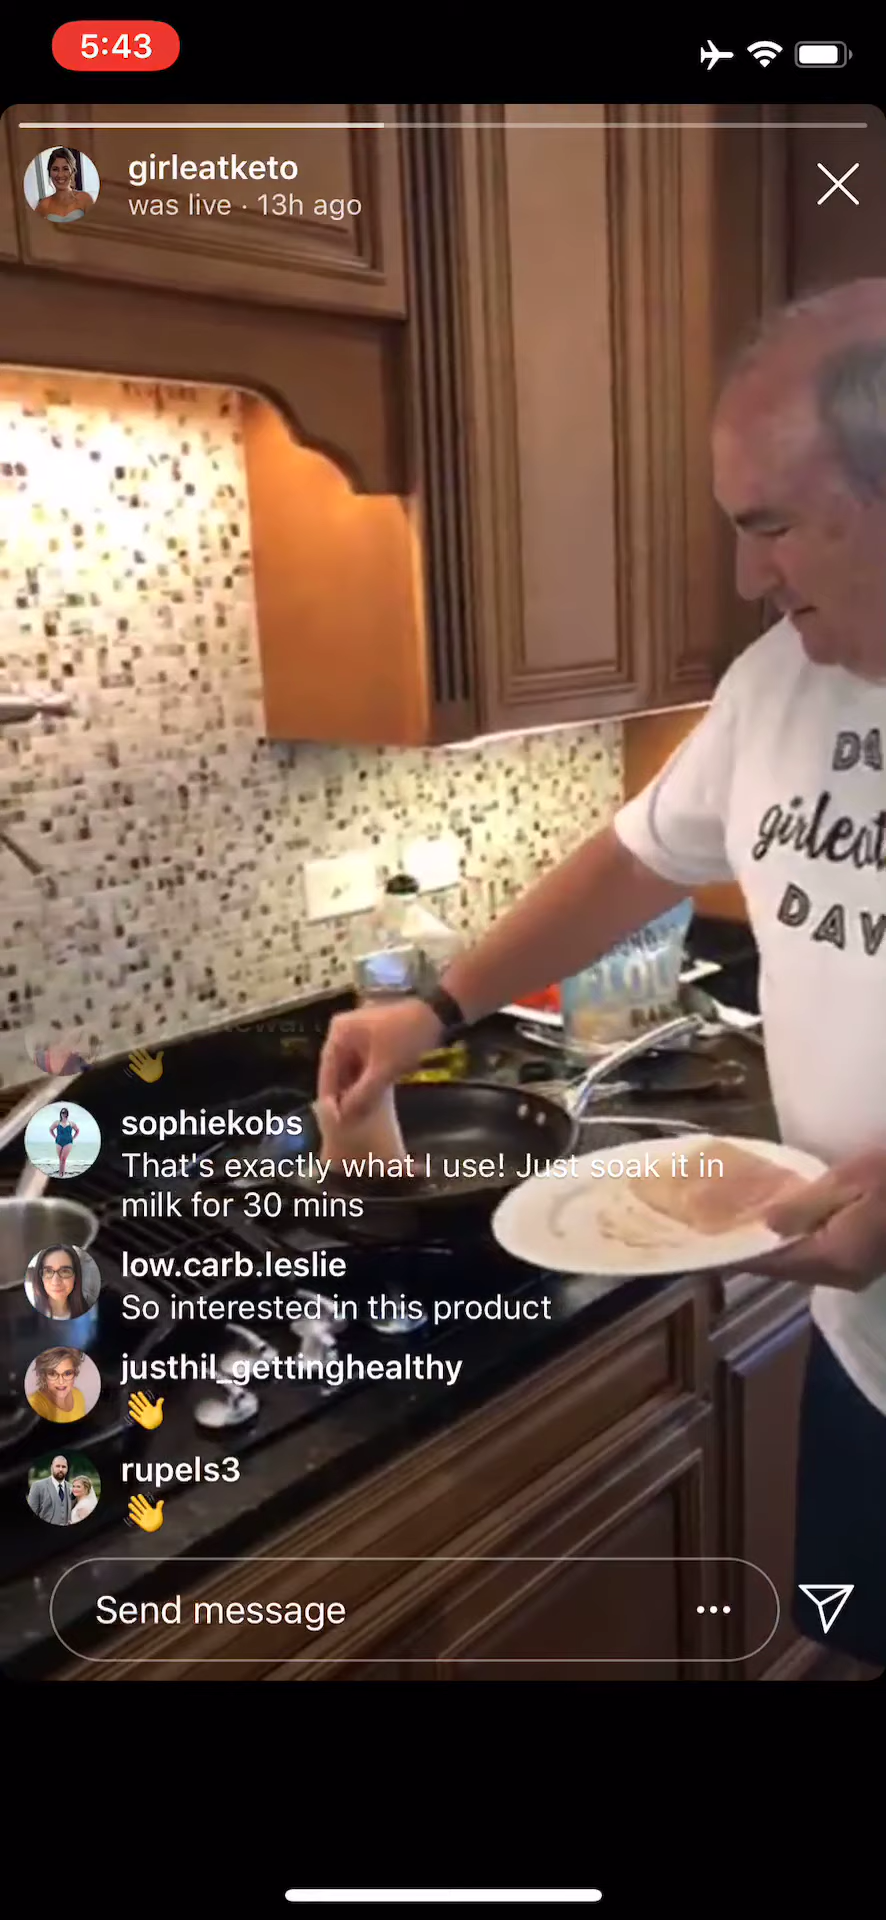 5:43
girleatketo
was live · 13h ago
DA
girleat
DAV
sophiekobs
That's exactly what I use! Just soak it in
milk for 30 mins
low.carb.leslie
So interested in this product
justhil_gettinghealthy
👋
rupels3
👋
Send message